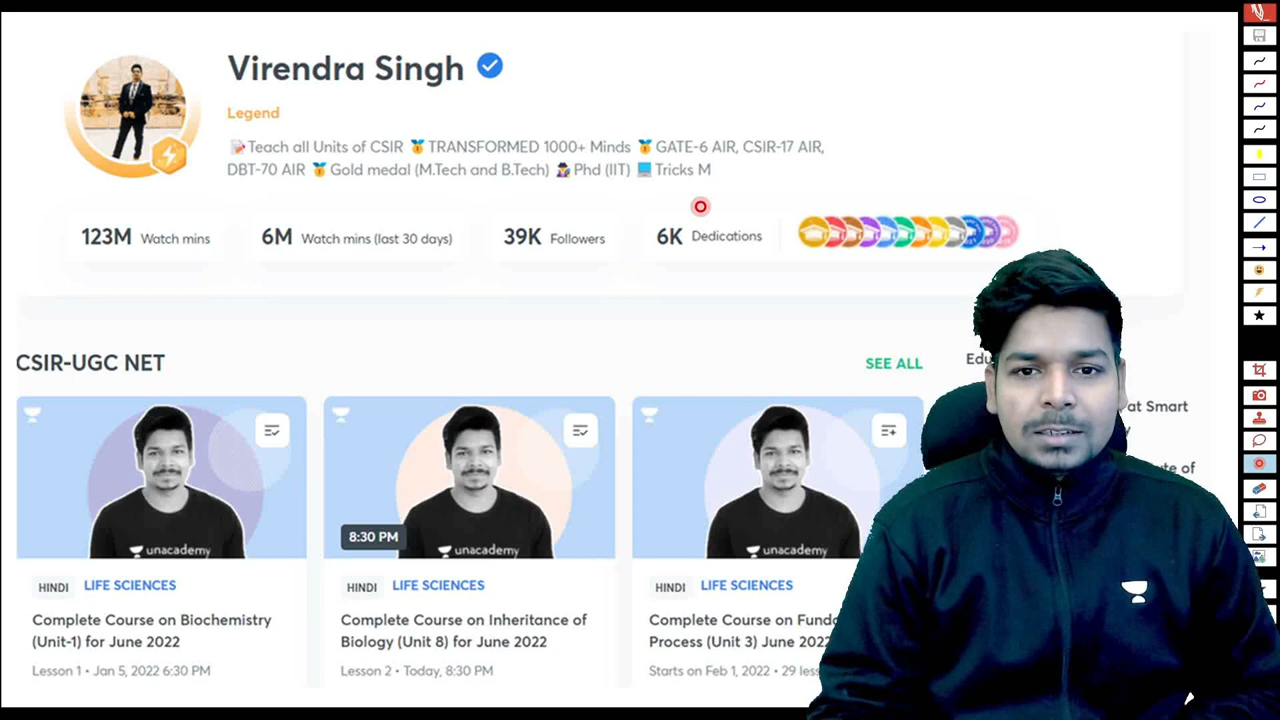 Virendra Singh
Legend
Teach all Units of CSIR 🥇TRANSFORMED 1000+ Minds 🥇GATE-6 AIR, CSIR-17 AIR,
DBT-70 AIR 🥇Gold medal (M.Tech and B.Tech) Phd (IIT) Tricks M
123M Watch mins 6M Watch mins (last 30 days) 39K Followers 6K Dedications
CSIR-UGC NET SEE ALL
at Smart
of
unacademy unacademy unacademy
8:30 PM
HINDI LIFE SCIENCES HINDI LIFE SCIENCES HINDI LIFE SCIENCES
Complete Course on Biochemistry Complete Course on Inheritance of Complete Course on
(Unit-1) for June 2022 Biology (Unit 8) for June 2022 Process (Unit 3) June 2022
Lesson 1 • Jan 5, 2022 6:30 PM Lesson 2 • Today, 8:30 PM Starts on Feb 1, 2022 • 29